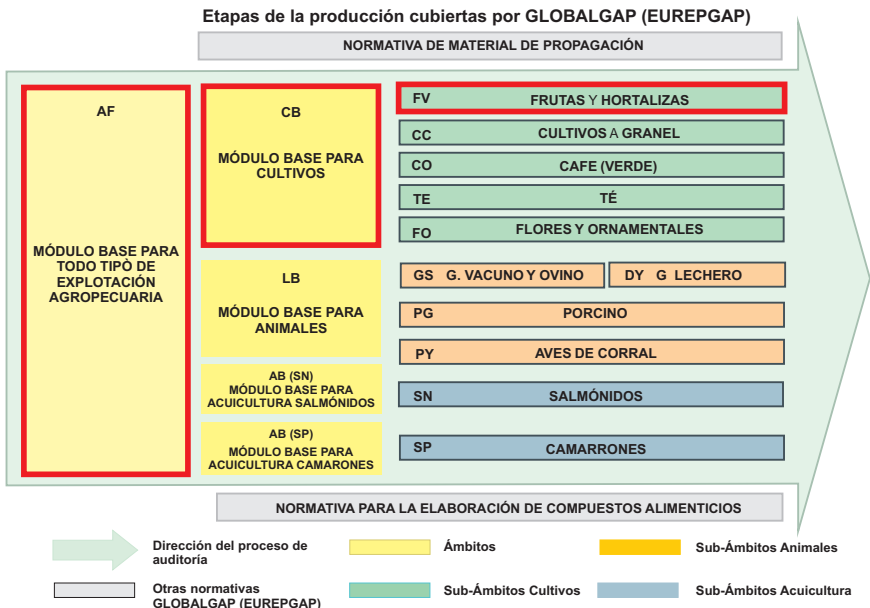 Etapas de la producción cubiertas por GLOBALGAP (EUREPGAP)
NORMATIVA DE MATERIAL DE PROPAGACIÓN
AF
MÓDULO BASE PARA
TODO TIPÒ DE
EXPLOTACIÓN
AGROPECUARIA
CB
MÓDULO BASE PARA
CULTIVOS
FV FRUTAS Y HORTALIZAS
CC CULTIVOS A GRANEL
CO CAFE (VERDE)
TE TÉ
FO FLORES Y ORNAMENTALES
LB
MÓDULO BASE PARA
ANIMALES
GS G. VACUNO Y OVINO
DY G LECHERO
PG PORCINO
PY AVES DE CORRAL
AB (SN)
MÓDULO BASE PARA
ACUICULTURA SALMÓNIDOS
SN SALMÓNIDOS
AB (SP)
MÓDULO BASE PARA
ACUICULTURA CAMARONES
SP CAMARRONES
NORMATIVA PARA LA ELABORACIÓN DE COMPUESTOS ALIMENTICIOS
Dirección del proceso de
auditoría
Ámbitos
Sub-Ámbitos Animales
Otras normativas
GLOBALGAP (EUREPGAP)
Sub-Ámbitos Cultivos
Sub-Ámbitos Acuicultura